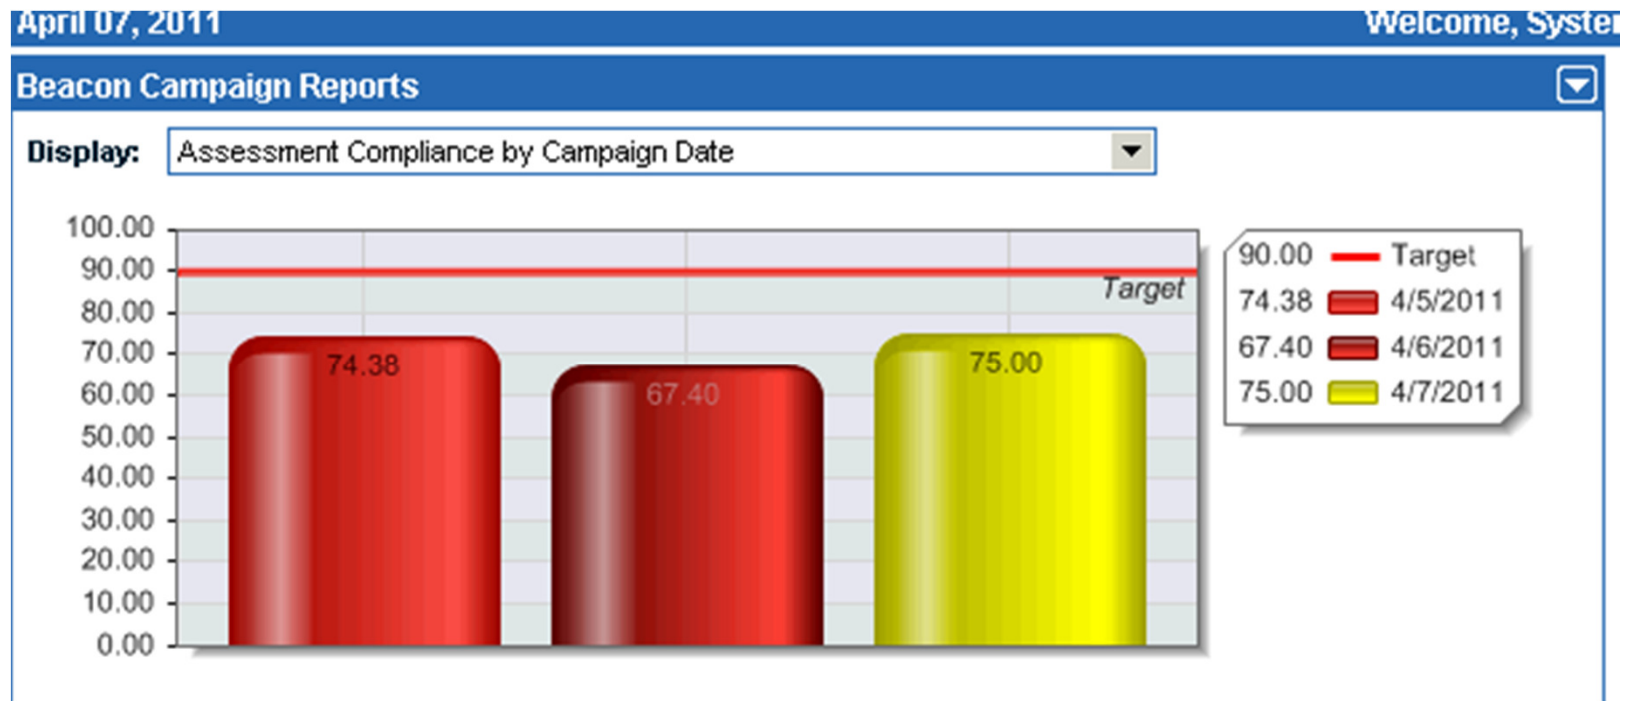 April 07, 2011
Welcome, Syste
Beacon Campaign Reports
Display: Assessment Compliance by Campaign Date
100.00
90.00
80.00
70.00
60.00
50.00
40.00
30.00
20.00
10.00
0.00
Target
74.38
67.40
75.00
90.00 Target
74.38 4/5/2011
67.40 4/6/2011
75.00 4/7/2011